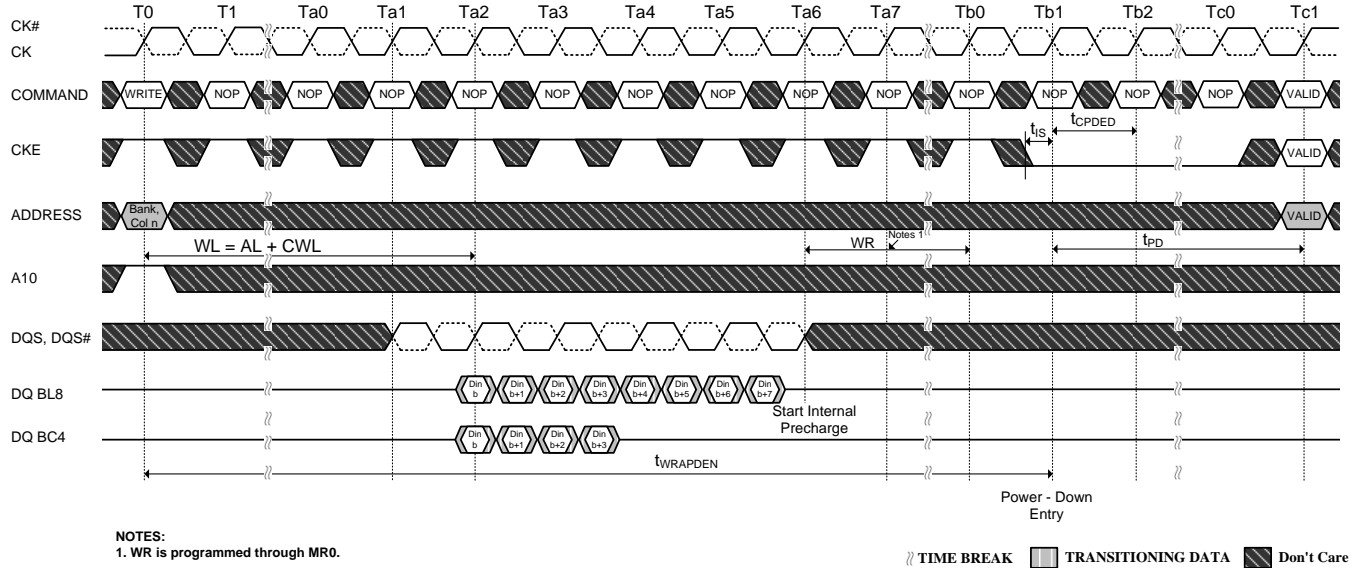 T0 T1 Ta0 Ta1 Ta2 Ta3 Ta4 Ta5 Ta6 Ta7 Tb0 Tb1 Tb2 Tc0 Tc1
CK#
CK
COMMAND WRITE NOP NOP NOP NOP NOP NOP NOP NOP NOP NOP NOP NOP NOP VALID
tIS tCPDED
CKE VALID
ADDRESS Bank, Col n VALID
WL = AL + CWL WR Notes 1 tPD
A10
DQS, DQS#
DQ BL8 Din b Din b+1 Din b+2 Din b+3 Din b+4 Din b+5 Din b+6 Din b+7
Start Internal
Precharge
DQ BC4 Din b Din b+1 Din b+2 Din b+3
tWRAPDEN
Power - Down
Entry
NOTES:
1. WR is programmed through MR0.
TIME BREAK TRANSITIONING DATA Don't Care